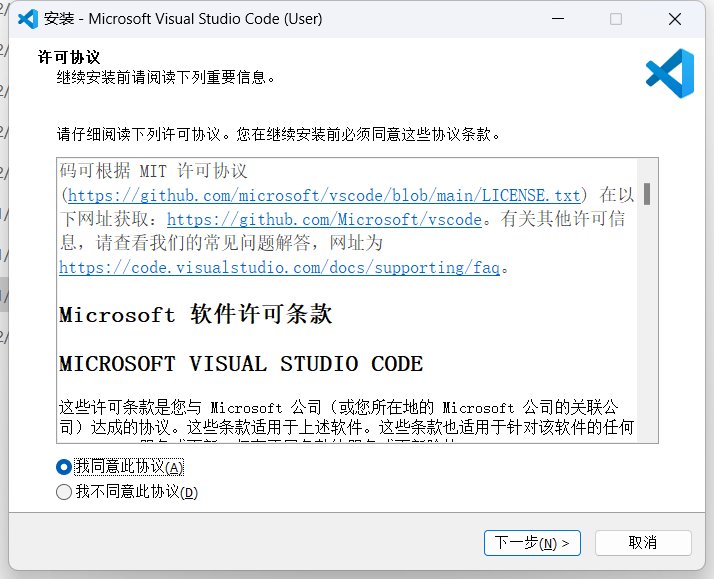 安装 - Microsoft Visual Studio Code (User)
许可协议
继续安装前请阅读下列重要信息。
请仔细阅读下列许可协议。您在继续安装前必须同意这些协议条款。
码可根据 MIT 许可协议
(https://github.com/microsoft/vscode/blob/main/LICENSE.txt) 在以
下网址获取：https://github.com/Microsoft/vscode。有关其他许可信
息，请查看我们的常见问题解答，网址为
https://code.visualstudio.com/docs/supporting/faq。
Microsoft 软件许可条款
MICROSOFT VISUAL STUDIO CODE
这些许可条款是您与 Microsoft 公司（或您所在地的 Microsoft 公司的关联公
司）达成的协议。这些条款适用于上述软件。这些条款也适用于针对该软件的任何
我同意此协议(A)
我不同意此协议(D)
下一步(N) >
取消